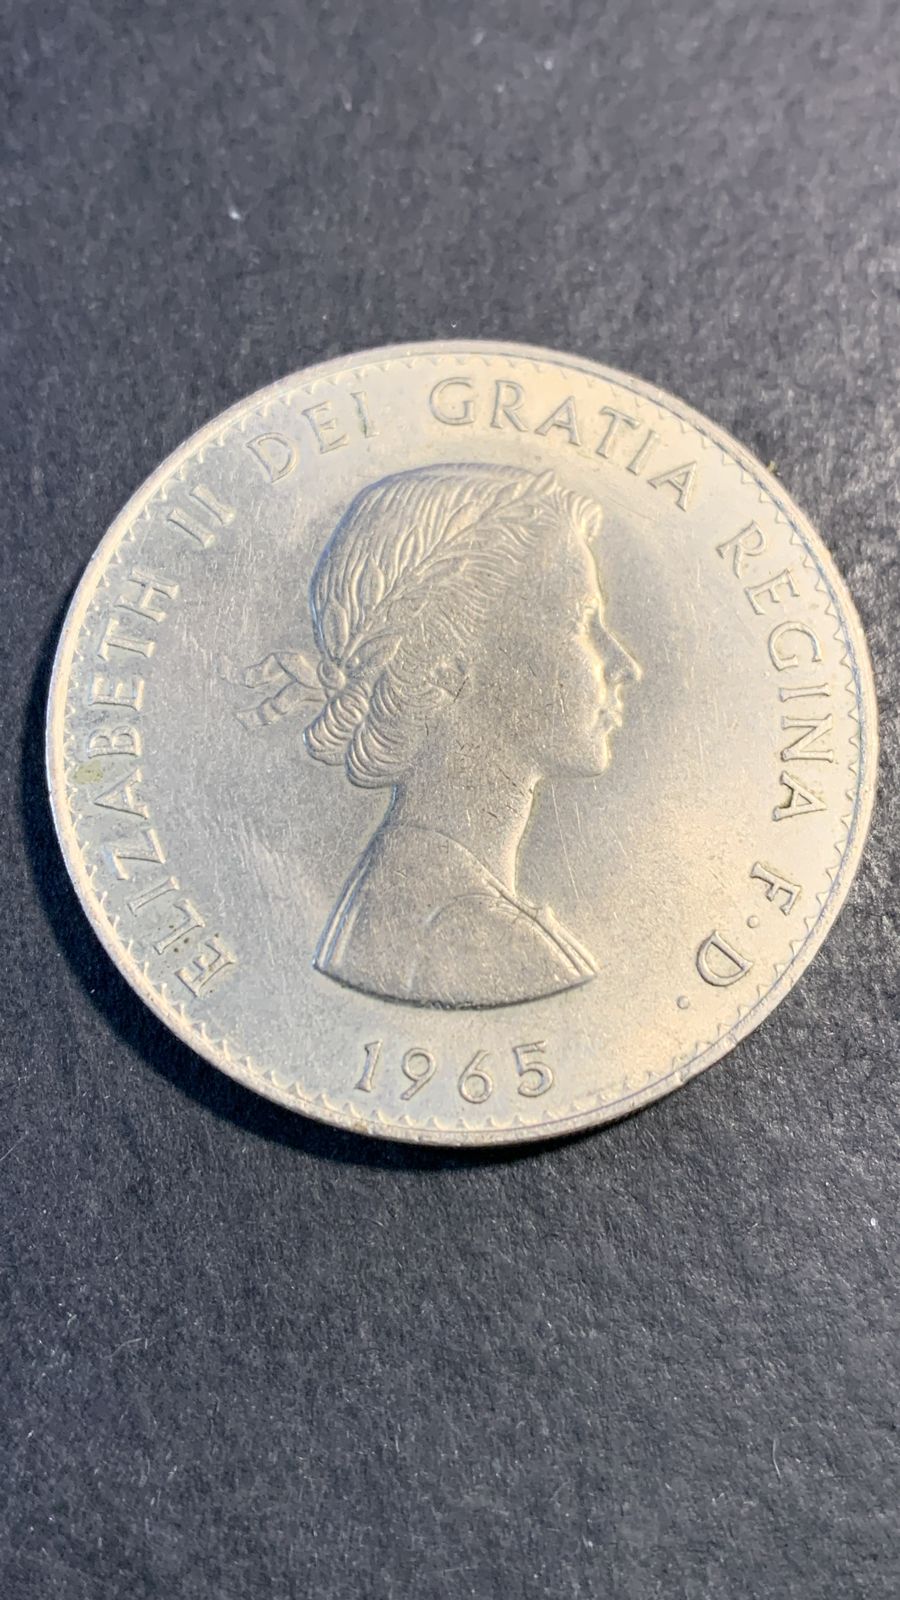 ELIZABETH II DEI · GRATIA REGINA F·D·
1965